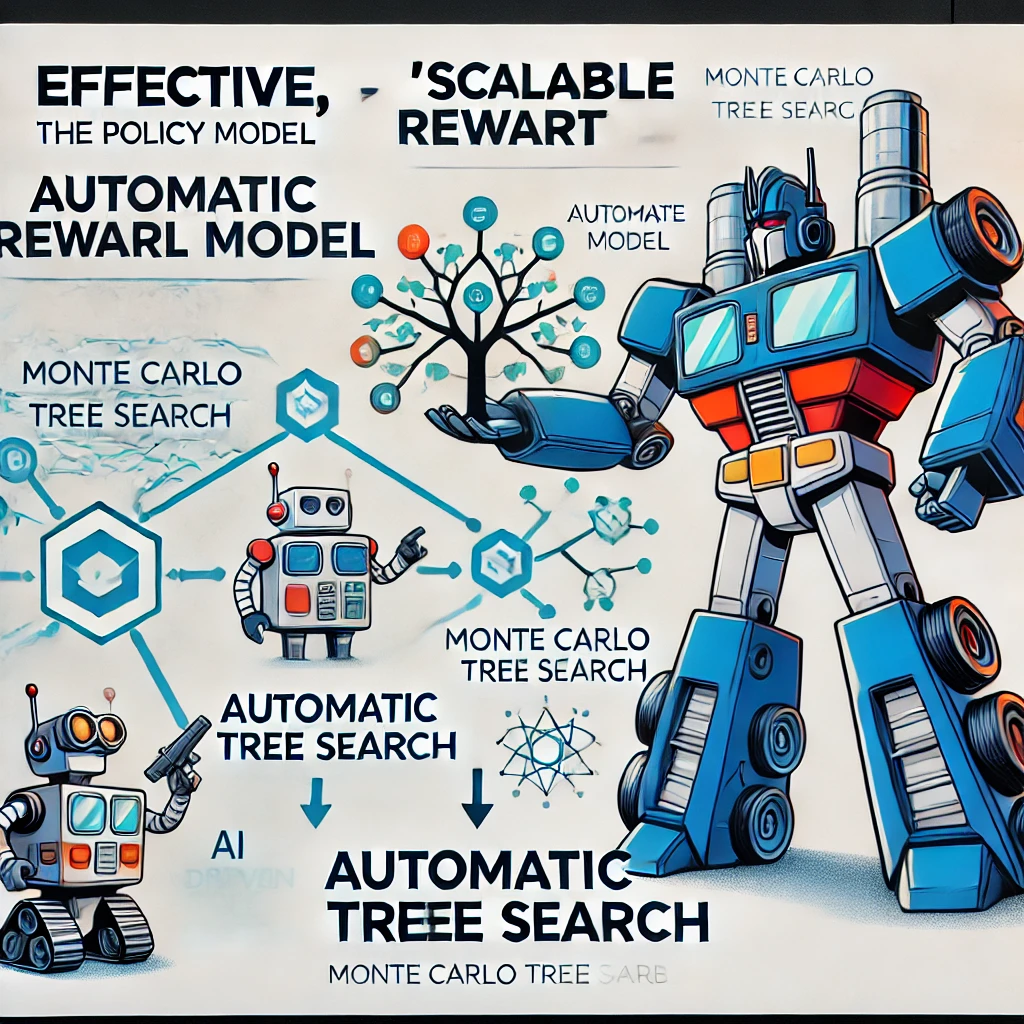 EFFECTIVE,
THE POLICY MODEL
- 'SCALABLE
REWART
MONTE CARLO
TREE SEARC
AUTOMATIC
REWARL MODEL
AUTOMATE
MODEL
MONTE CARLO
TREE SEARCH
MONTE CARLO
TREE SEARCH
AUTOMATIC
TREE SEARCH
AI
AUTOMATIC
TREEE SEARCH
MONTE CARLO TREE SARB